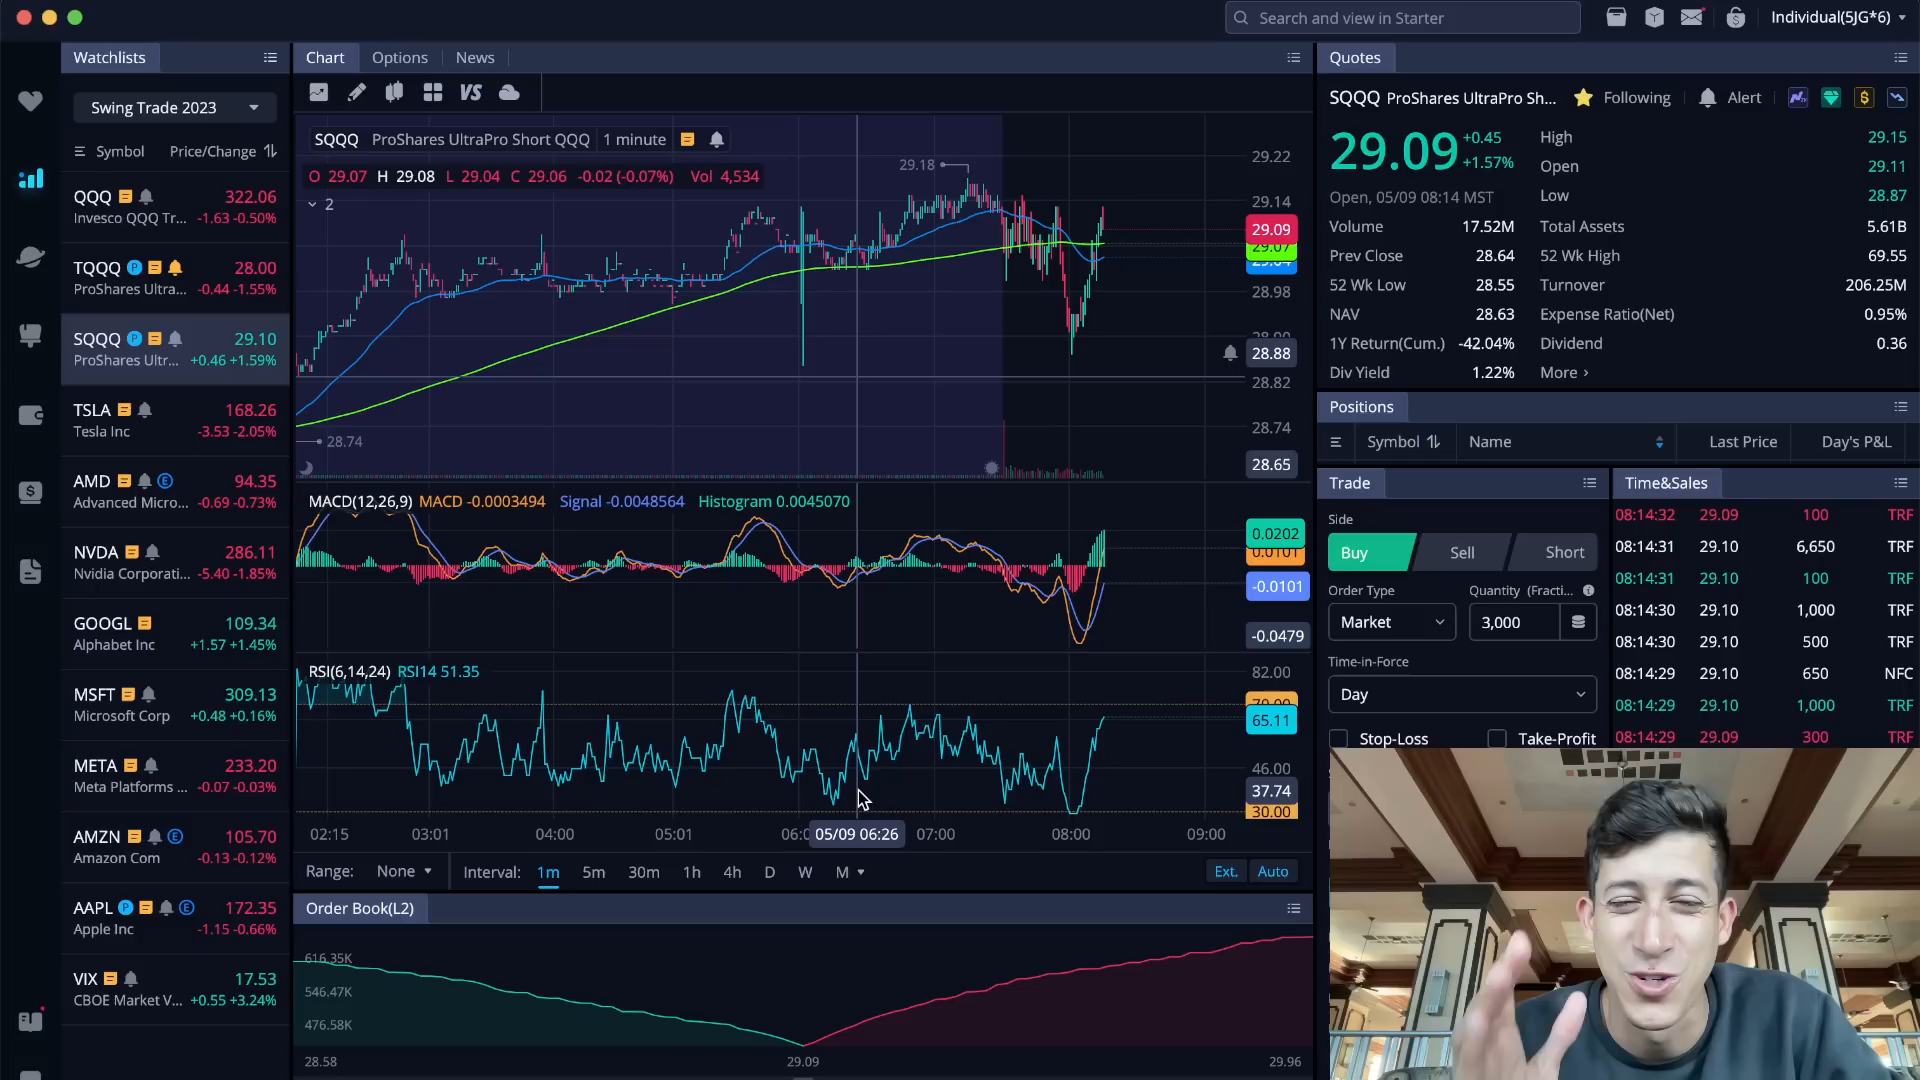 Search and view in Starter
Individual(5JG*6)
Watchlists
Swing Trade 2023
Symbol Price/Change
QQQ 322.06
Invesco QQQ Tr... -1.63 -0.50%
TQQQ P 28.00
ProShares Ultra... -0.44 -1.55%
SQQQ P 29.10
ProShares Ultr... +0.46 +1.59%
TSLA 168.26
Tesla Inc -3.53 -2.05%
AMD E 94.35
Advanced Micro... -0.69 -0.73%
NVDA 286.11
Nvidia Corporati... -5.40 -1.85%
GOOGL 109.34
Alphabet Inc +1.57 +1.45%
MSFT 309.13
Microsoft Corp +0.48 +0.16%
META 233.20
Meta Platforms ... -0.07 -0.03%
AMZN E 105.70
Amazon Com -0.13 -0.12%
AAPL P E 172.35
Apple Inc -1.15 -0.66%
VIX 17.53
CBOE Market V... +0.55 +3.24%
Chart Options News
VS
SQQQ ProShares UltraPro Short QQQ 1 minute
O 29.07 H 29.08 L 29.04 C 29.06 -0.02 (-0.07%) Vol 4,534
2
29.18
28.74
29.22
29.14
29.09
29.07
28.98
28.88
28.82
28.74
28.65
MACD(12,26,9) MACD -0.0003494 Signal -0.0048564 Histogram 0.0045070
0.0202
0.0101
-0.0101
-0.0479
RSI(6,14,24) RSI14 51.35
82.00
65.11
46.00
37.74
30.00
02:15 03:01 04:00 05:01 05/09 06:26 07:00 08:00 09:00
Range: None Interval: 1m 5m 30m 1h 4h D W M Ext. Auto
Order Book(L2)
616.35K
546.47K
476.58K
28.58 29.09 29.96
Quotes
SQQQ ProShares UltraPro Sh... Following Alert
29.09 +0.45
+1.57%
Open, 05/09 08:14 MST
High 29.15
Open 29.11
Low 28.87
Volume 17.52M Total Assets 5.61B
Prev Close 28.64 52 Wk High 69.55
52 Wk Low 28.55 Turnover 206.25M
NAV 28.63 Expense Ratio(Net) 0.95%
1Y Return(Cum.) -42.04% Dividend 0.36
Div Yield 1.22% More >
Positions
Symbol Name Last Price Day's P&L
Trade
Side
Buy Sell Short
Order Type Quantity (Fracti...
Market 3,000
Time-in-Force
Day
Stop-Loss Take-Profit
Time&Sales
08:14:32 29.09 100 TRF
08:14:31 29.10 6,650 TRF
08:14:31 29.10 100 TRF
08:14:30 29.10 1,000 TRF
08:14:30 29.10 500 TRF
08:14:29 29.10 650 NFC
08:14:29 29.10 1,000 TRF
08:14:29 29.09 300 TRF